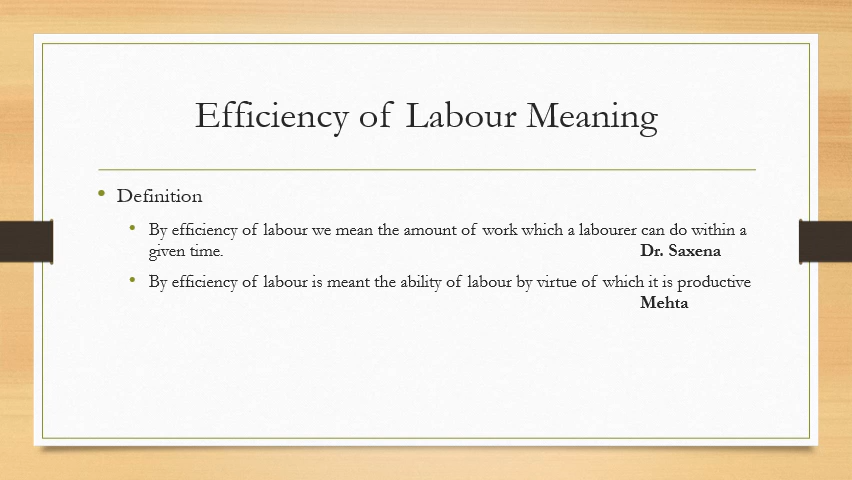 Efficiency of Labour Meaning
• Definition
• By efficiency of labour we mean the amount of work which a labourer can do within a
given time. Dr. Saxena
• By efficiency of labour is meant the ability of labour by virtue of which it is productive
Mehta